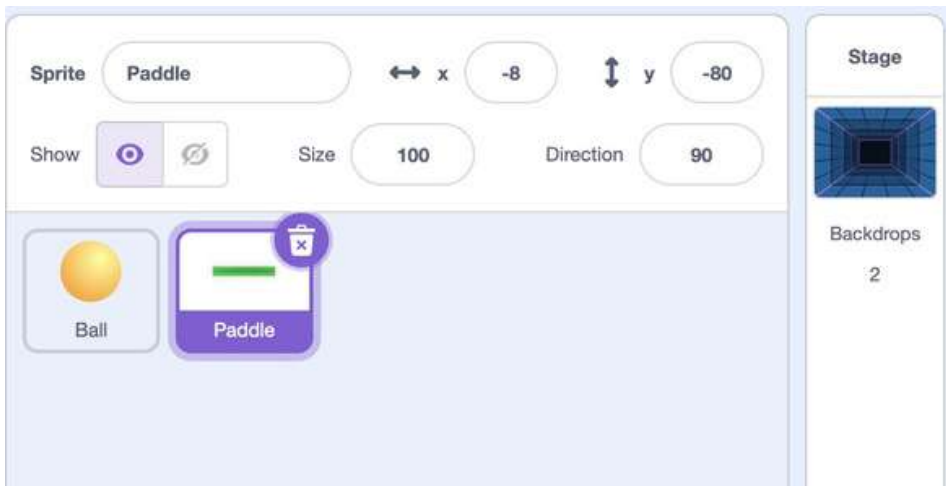 Sprite Paddle x -8 y -80
Show Size 100 Direction 90
Ball
Paddle
Stage
Backdrops
2